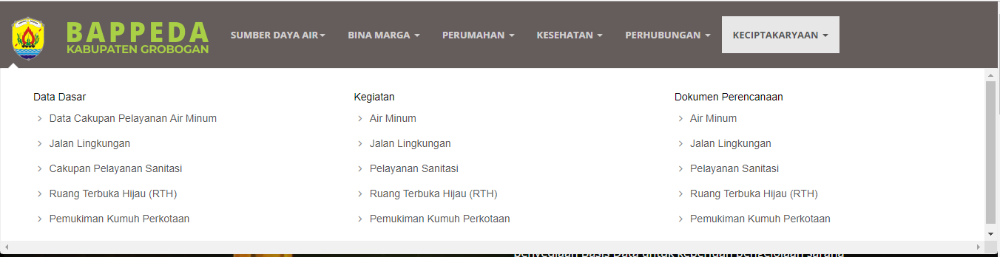 BAPPEDA
KABUPATEN GROBOGAN
SUMBER DAYA AIR
BINA MARGA
PERUMAHAN
KESEHATAN
PERHUBUNGAN
KECIPTAKARYAAN
Data Dasar
Data Cakupan Pelayanan Air Minum
Jalan Lingkungan
Cakupan Pelayanan Sanitasi
Ruang Terbuka Hijau (RTH)
Pemukiman Kumuh Perkotaan
Kegiatan
Air Minum
Jalan Lingkungan
Pelayanan Sanitasi
Ruang Terbuka Hijau (RTH)
Pemukiman Kumuh Perkotaan
Dokumen Perencanaan
Air Minum
Jalan Lingkungan
Pelayanan Sanitasi
Ruang Terbuka Hijau (RTH)
Pemukiman Kumuh Perkotaan